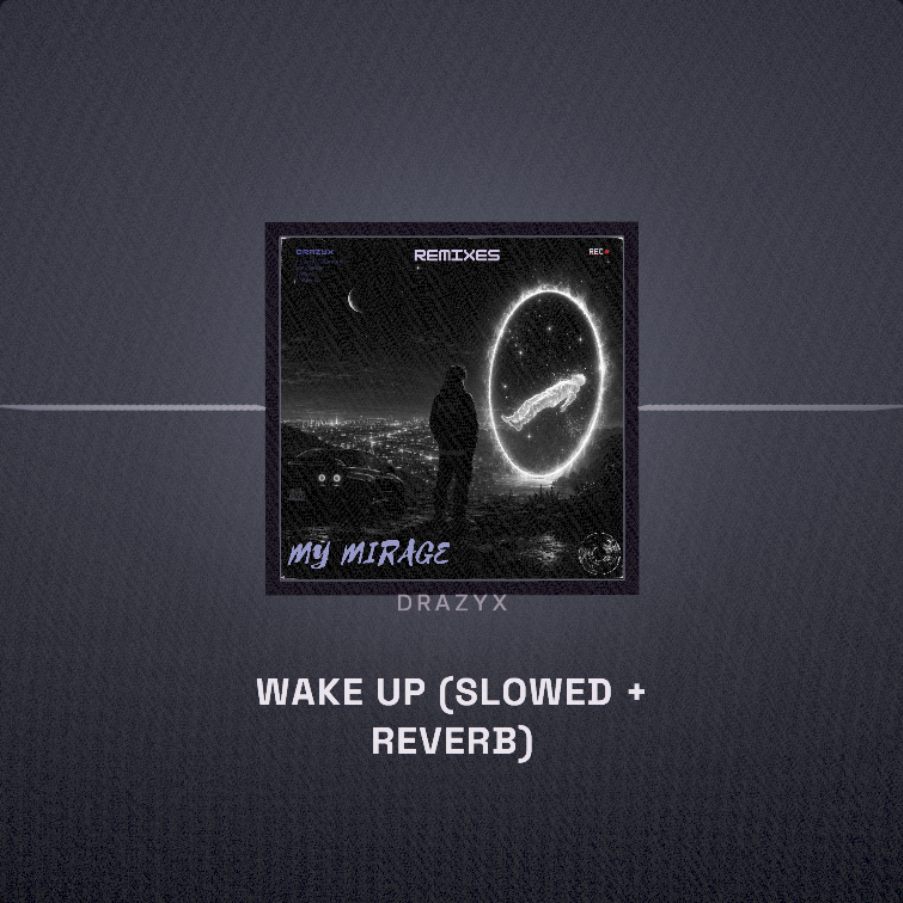 DRAZYX
REMIXES
REC
MY MIRAGE
DRAZYX
WAKE UP (SLOWED +
REVERB)